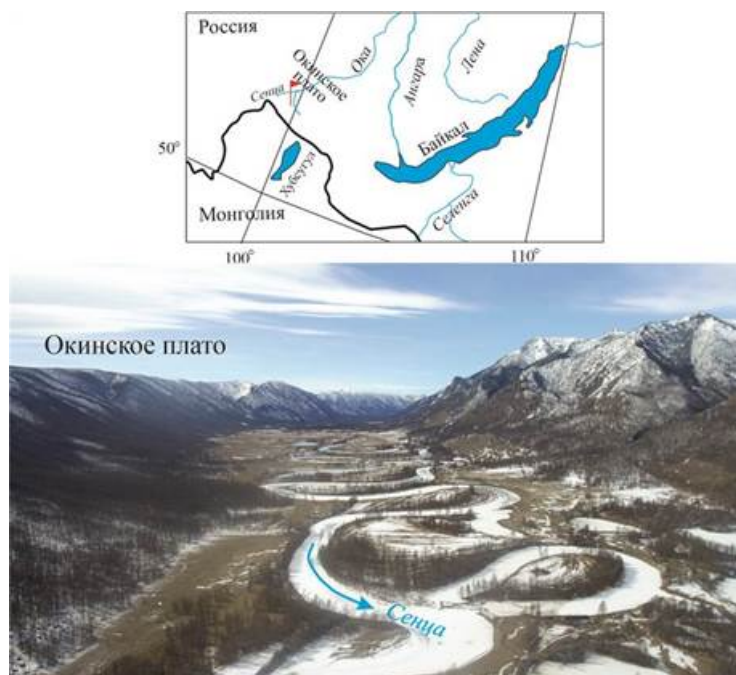 Россия
Окинское
плато
Ока
Ангара
Лена
Сенца
Байкал
50°
Хубсугул
Селенга
Монголия
100°
110°
Окинское плато
Сенца